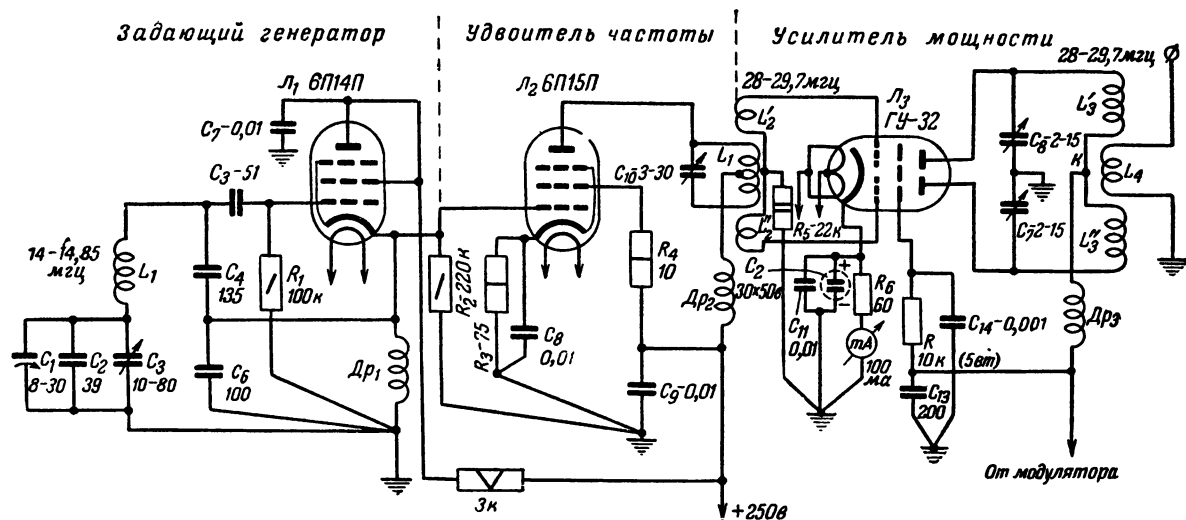 Задающий генератор
Удвоитель частоты
Усилитель мощности
Л₁ 6П14П
C₇-0,01
C₃-51
14-14,85
мгц
L₁
C₄
135
R₁
100к
C₁
8-30
C₂
39
C₃
10-80
C₆
100
Др₁
3к
Л₂ 6П15П
R₂-220к
R₃-75
C₈
0,01
R₄
10
C₉-0,01
C₁₀3-30
L₁
Др₂
+250в
28-29,7мгц
L₂'
L₂"
Л₃
ГУ-32
R₅-22к
C₂
30×50в
+
−
C₁₁
0,01
R₆
60
mA
100
ма
R
10к (5вт)
C₁₃
200
C₁₄-0,001
28-29,7мгц
L₃'
C₈-2-15
К
L₄
C₇-2-15
L₃"
Др₃
От модулятора